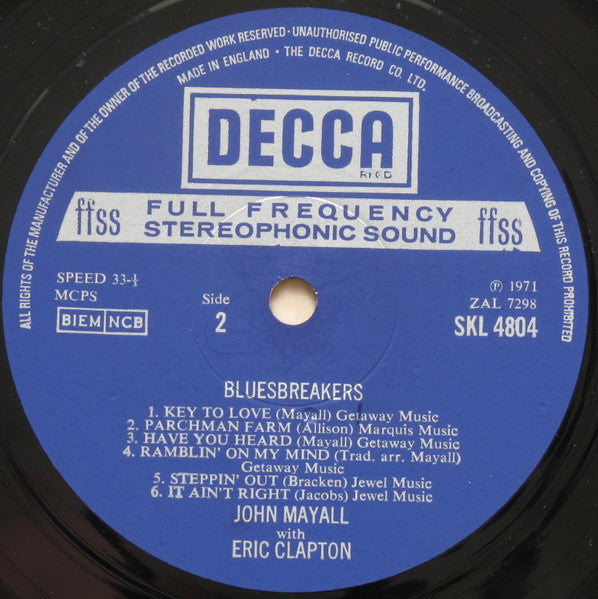 ALL RIGHTS OF THE MANUFACTURER AND OF THE OWNER OF THE RECORDED WORK RESERVED · UNAUTHORISED PUBLIC PERFORMANCE BROADCASTING AND COPYING OF THIS RECORD PROHIBITED
MADE IN ENGLAND · THE DECCA RECORD CO. LTD.
DECCA
REGD
ffss FULL FREQUENCY STEREOPHONIC SOUND ffss
SPEED 33-⅓
MCPS
BIEM NCB
Side
2
Ⓟ 1971
ZAL 7298
SKL 4804
BLUESBREAKERS
1. KEY TO LOVE (Mayall) Getaway Music
2. PARCHMAN FARM (Allison) Marquis Music
3. HAVE YOU HEARD (Mayall) Getaway Music
4. RAMBLIN' ON MY MIND (Trad. arr. Mayall)
Getaway Music
5. STEPPIN' OUT (Bracken) Jewel Music
6. IT AIN'T RIGHT (Jacobs) Jewel Music
JOHN MAYALL
with
ERIC CLAPTON